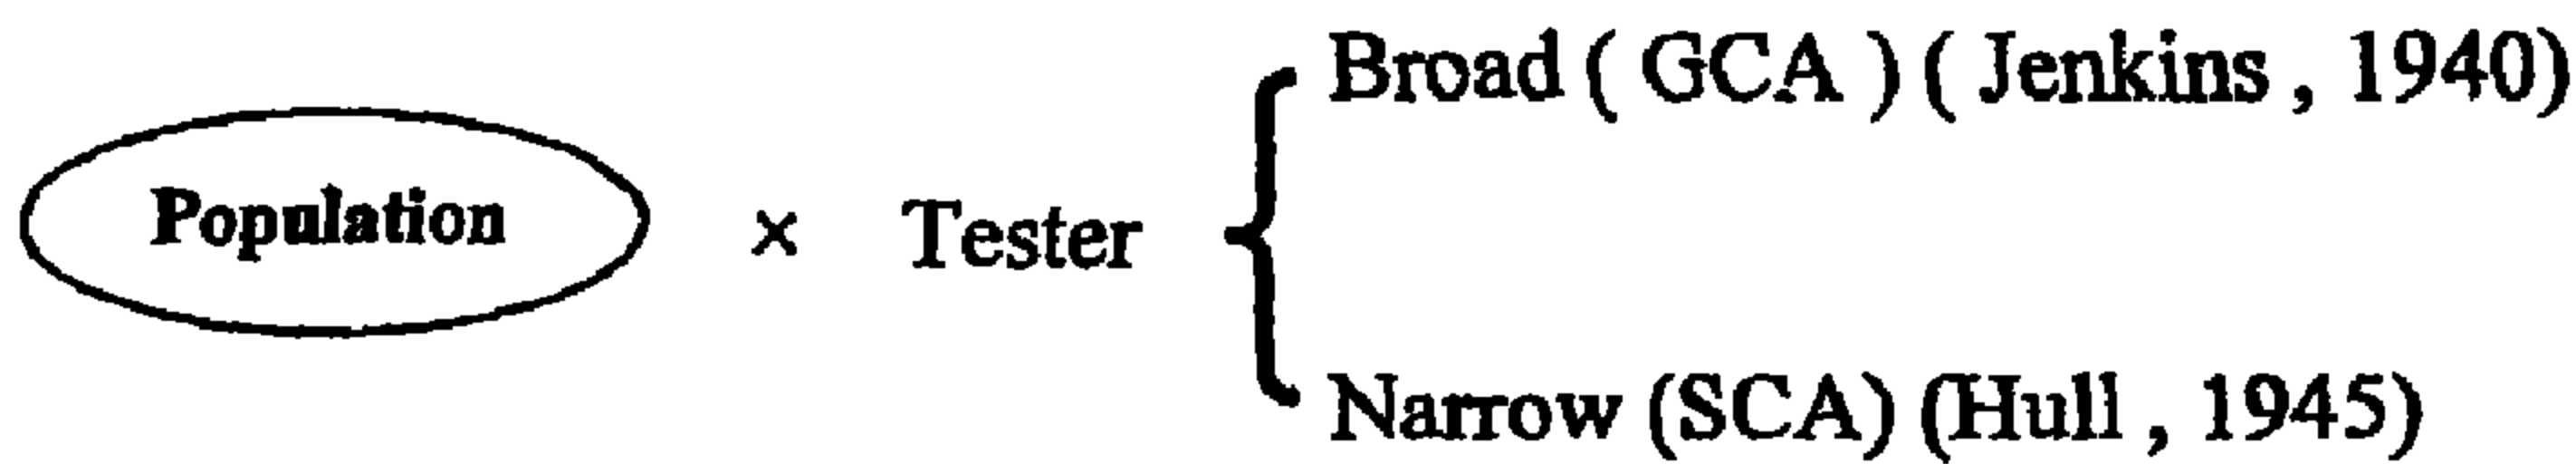 Broad ( GCA ) ( Jenkins , 1940)
Population × Tester
Narrow (SCA) (Hull , 1945)